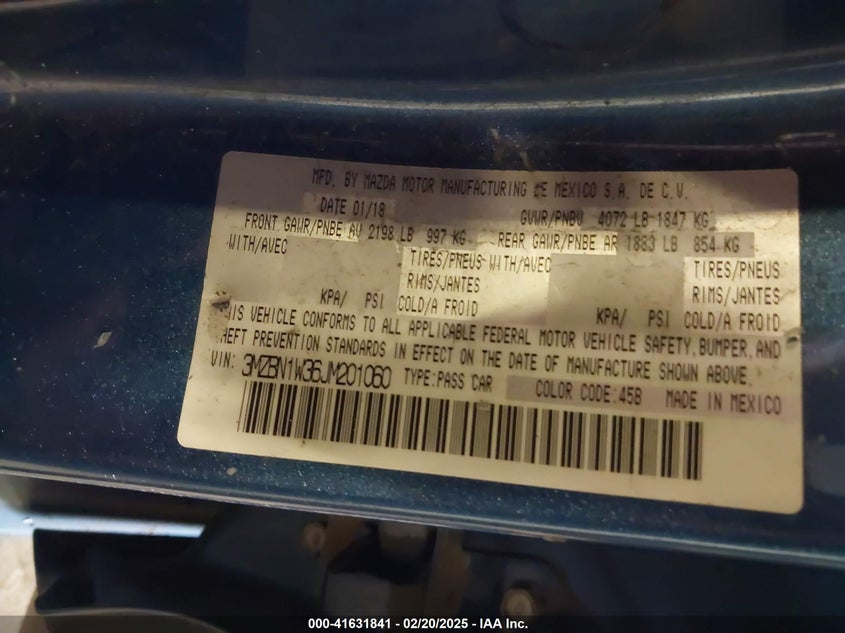 MFD. BY MAZDA MOTOR MANUFACTURING DE MEXICO S.A. DE C.V.
DATE 01/18 GVWR/PNBV 4072 LB 1847 KG
FRONT GAWR/PNBE AV 2198 LB 997 KG REAR GAWR/PNBE AR 1883 LB 854 KG
WITH/AVEC TIRES/PNEUS WITH/AVEC TIRES/PNEUS
RIMS/JANTES RIMS/JANTES
KPA/ PSI COLD/A FROID KPA/ PSI COLD/A FROID
THIS VEHICLE CONFORMS TO ALL APPLICABLE FEDERAL MOTOR VEHICLE SAFETY, BUMPER, AND
THEFT PREVENTION STANDARDS IN EFFECT ON THE DATE OF MANUFACTURE SHOWN ABOVE.
VIN: 3MZBN1W36JM201060 TYPE:PASS CAR COLOR CODE:45B MADE IN MEXICO
000-41631841 - 02/20/2025 - IAA Inc.